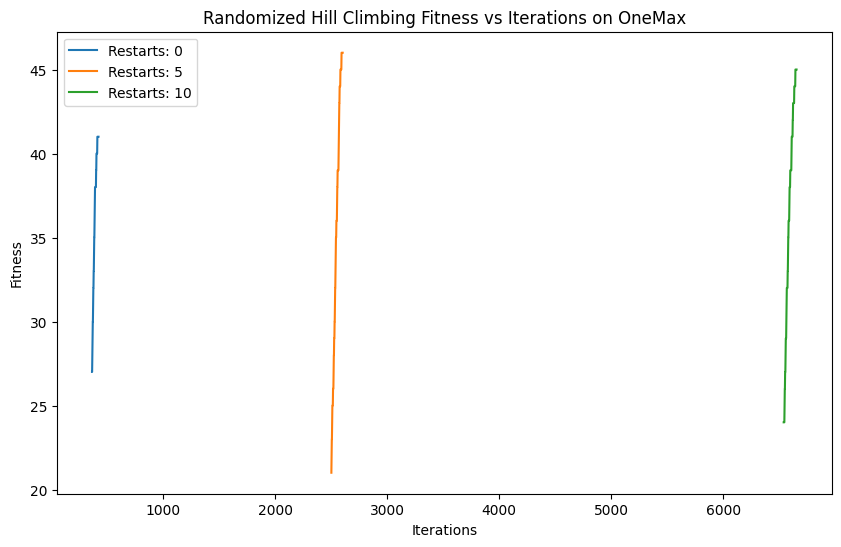 Randomized Hill Climbing Fitness vs Iterations on OneMax
Restarts: 0
Restarts: 5
Restarts: 10
Fitness
45
40
35
30
25
20
1000 2000 3000 4000 5000 6000
Iterations